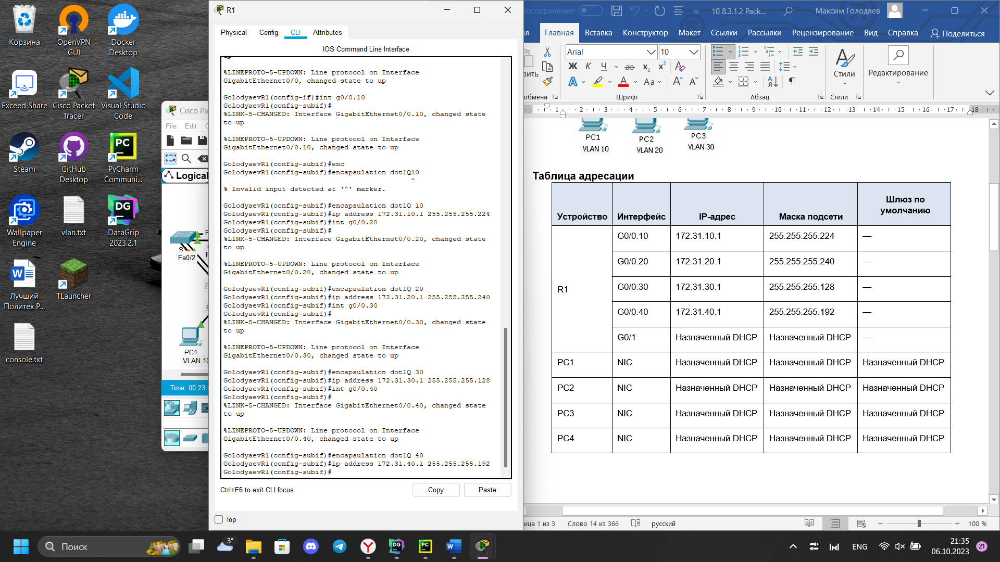 Корзина
OpenVPN GUI
Docker Desktop
Exceed Share
Cisco Packet Tracer
Visual Studio Code
Steam
GitHub Desktop
PyCharm Communi...
Wallpaper Engine
vlan.txt
DataGrip 2023.2.1
Лучший Политех Р...
TLauncher
console.txt
File Edit
Logical
Fa0/2
PC1
Time: 00:23:
R1
Physical Config CLI Attributes
IOS Command Line Interface
%LINEPROTO-5-UPDOWN: Line protocol on Interface
GigabitEthernet0/0, changed state to up
GolodyaevR1(config-if)#int g0/0.10
GolodyaevR1(config-subif)#
%LINK-5-CHANGED: Interface GigabitEthernet0/0.10, changed state
to up
%LINEPROTO-5-UPDOWN: Line protocol on Interface
GigabitEthernet0/0.10, changed state to up
GolodyaevR1(config-subif)#enc
GolodyaevR1(config-subif)#encapsulation dot1Q10
^
% Invalid input detected at '^' marker.
GolodyaevR1(config-subif)#encapsulation dot1Q 10
GolodyaevR1(config-subif)#ip address 172.31.10.1 255.255.255.224
GolodyaevR1(config-subif)#int g0/0.20
GolodyaevR1(config-subif)#
%LINK-5-CHANGED: Interface GigabitEthernet0/0.20, changed state
to up
%LINEPROTO-5-UPDOWN: Line protocol on Interface
GigabitEthernet0/0.20, changed state to up
GolodyaevR1(config-subif)#encapsulation dot1Q 20
GolodyaevR1(config-subif)#ip address 172.31.20.1 255.255.255.240
GolodyaevR1(config-subif)#int g0/0.30
GolodyaevR1(config-subif)#
%LINK-5-CHANGED: Interface GigabitEthernet0/0.30, changed state
to up
%LINEPROTO-5-UPDOWN: Line protocol on Interface
GigabitEthernet0/0.30, changed state to up
GolodyaevR1(config-subif)#encapsulation dot1Q 30
GolodyaevR1(config-subif)#ip address 172.31.30.1 255.255.255.128
GolodyaevR1(config-subif)#int g0/0.40
GolodyaevR1(config-subif)#
%LINK-5-CHANGED: Interface GigabitEthernet0/0.40, changed state
to up
%LINEPROTO-5-UPDOWN: Line protocol on Interface
GigabitEthernet0/0.40, changed state to up
GolodyaevR1(config-subif)#encapsulation dot1Q 40
GolodyaevR1(config-subif)#ip address 172.31.40.1 255.255.255.192
GolodyaevR1(config-subif)#
Ctrl+F6 to exit CLI focus
Copy Paste
Top
10 8.3.1.2 Pack... Максим Голодяев
Главная Вставка Конструктор Макет Ссылки Рассылки Рецензирование Вид Справка Поделиться
Arial 10
Ж К Ч
Стили Редактирование
Шрифт Абзац Стили
1 2 3 4 5 6 7 8 9 10 11 12 13 14 15 16 17 18
PC1 PC2 PC3
VLAN 10 VLAN 20 VLAN 30
Таблица адресации
Устройство Интерфейс IP-адрес Маска подсети Шлюз по умолчанию
R1
G0/0.10 172.31.10.1 255.255.255.224 —
G0/0.20 172.31.20.1 255.255.255.240 —
G0/0.30 172.31.30.1 255.255.255.128 —
G0/0.40 172.31.40.1 255.255.255.192 —
G0/1 Назначенный DHCP Назначенный DHCP —
PC1 NIC Назначенный DHCP Назначенный DHCP Назначенный DHCP
PC2 NIC Назначенный DHCP Назначенный DHCP Назначенный DHCP
PC3 NIC Назначенный DHCP Назначенный DHCP Назначенный DHCP
PC4 NIC Назначенный DHCP Назначенный DHCP Назначенный DHCP
1 из 3 Слово 14 из 366 русский 100 %
Поиск
3°
ENG
21:35
06.10.2023
21